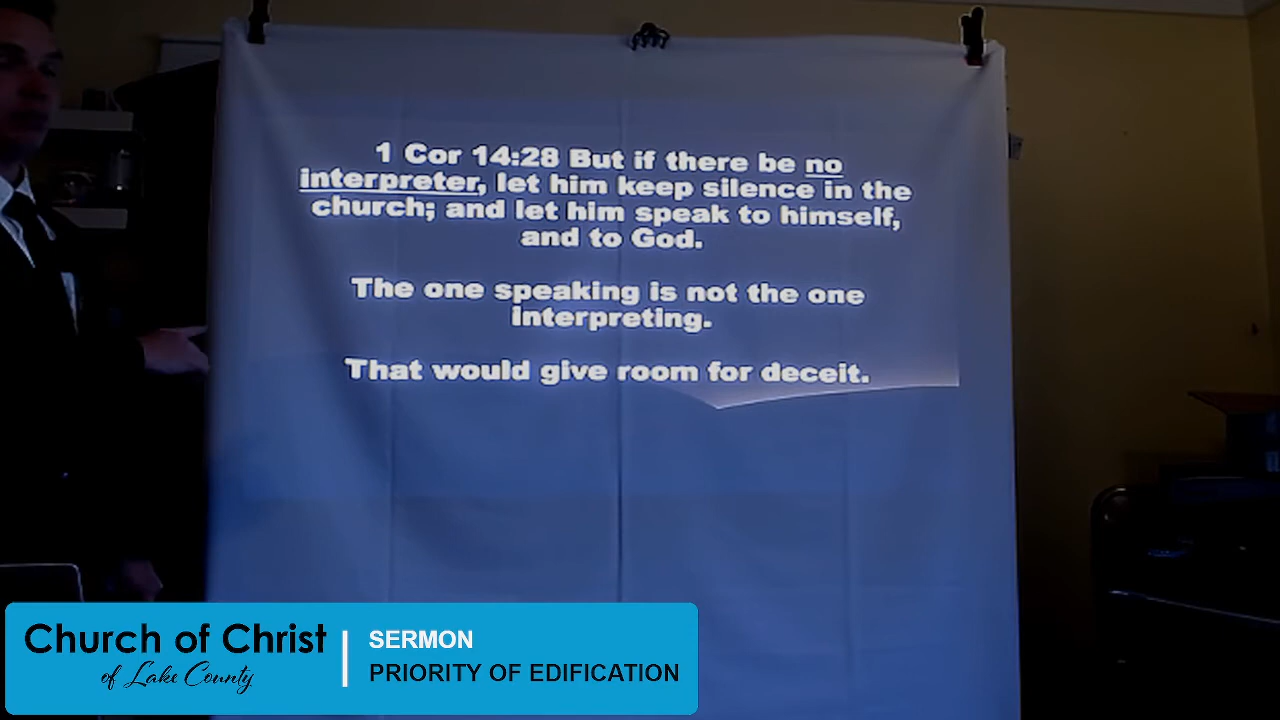 1 Cor 14:28 But if there be no
interpreter, let him keep silence in the
church; and let him speak to himself,
and to God.
The one speaking is not the one
interpreting.
That would give room for deceit.
Church of Christ
of Lake County
SERMON
PRIORITY OF EDIFICATION